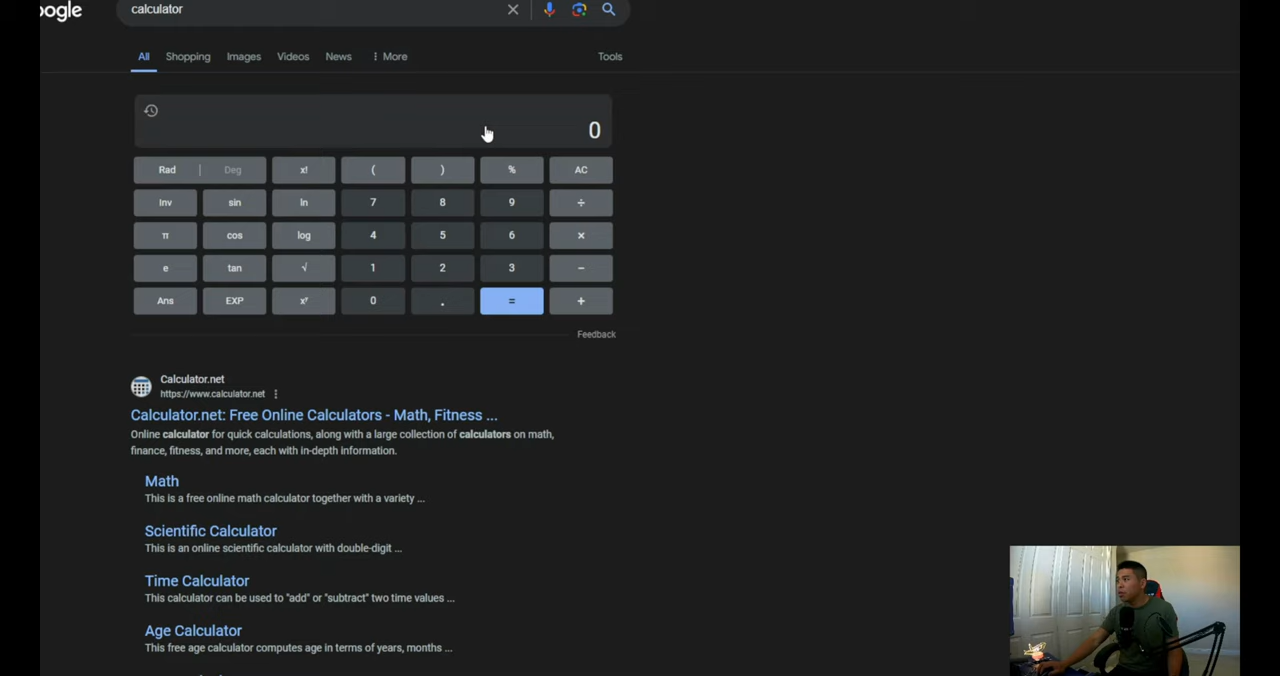 oogle
calculator
All Shopping Images Videos News More Tools
0
Rad | Deg x! ( ) % AC
Inv sin ln 7 8 9 ÷
π cos log 4 5 6 ×
e tan √ 1 2 3 −
Ans EXP xʸ 0 . = +
Feedback
Calculator.net
https://www.calculator.net
Calculator.net: Free Online Calculators - Math, Fitness ...
Online calculator for quick calculations, along with a large collection of calculators on math,
finance, fitness, and more, each with in-depth information.
Math
This is a free online math calculator together with a variety ...
Scientific Calculator
This is an online scientific calculator with double-digit ...
Time Calculator
This calculator can be used to "add" or "subtract" two time values ...
Age Calculator
This free age calculator computes age in terms of years, months ...